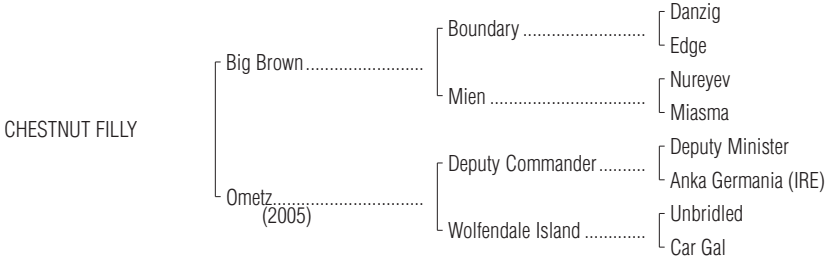 Danzig
Boundary ..........................
Edge
Big Brown.........................
Nureyev
Mien .................................
Miasma
CHESTNUT FILLY
Deputy Minister
Deputy Commander..........
Anka Germania (IRE)
Ometz................................
(2005)
Unbridled
Wolfendale Island .............
Car Gal